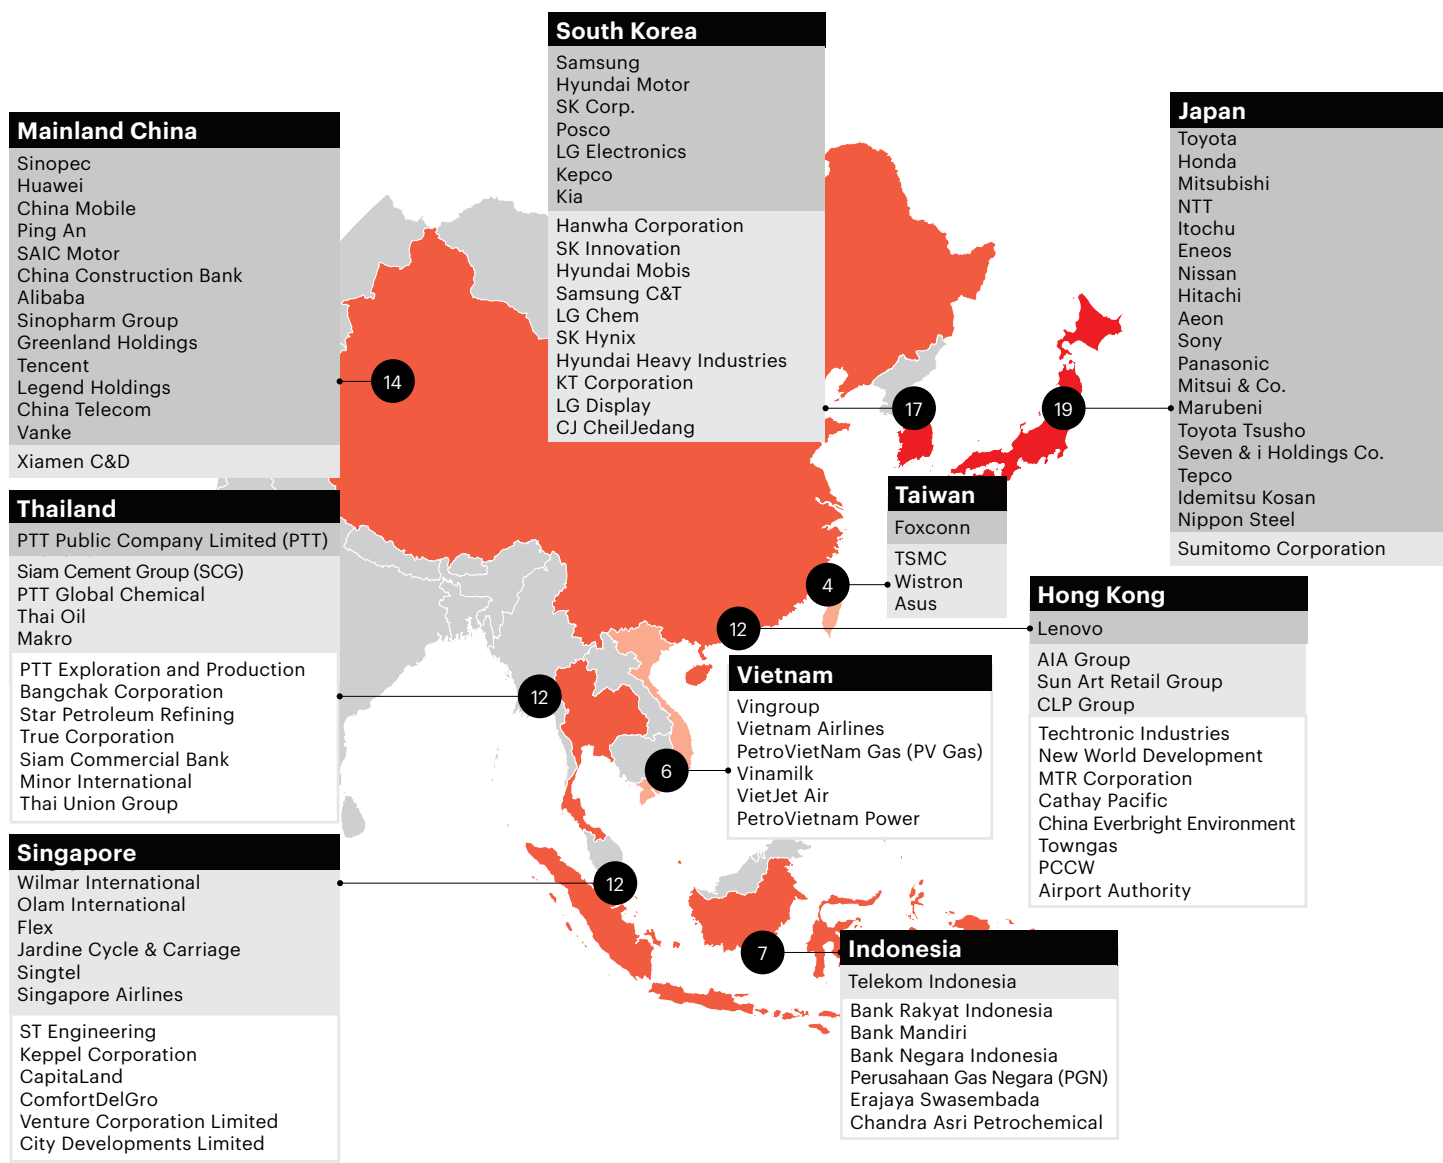 South Korea
Samsung
Hyundai Motor
SK Corp.
Posco
LG Electronics
Kepco
Kia
Hanwha Corporation
SK Innovation
Hyundai Mobis
Samsung C&T
LG Chem
SK Hynix
Hyundai Heavy Industries
KT Corporation
LG Display
CJ CheilJedang
17
Mainland China
Sinopec
Huawei
China Mobile
Ping An
SAIC Motor
China Construction Bank
Alibaba
Sinopharm Group
Greenland Holdings
Tencent
Legend Holdings
China Telecom
Vanke
Xiamen C&D
14
Japan
Toyota
Honda
Mitsubishi
NTT
Itochu
Eneos
Nissan
Hitachi
Aeon
Sony
Panasonic
Mitsui & Co.
Marubeni
Toyota Tsusho
Seven & i Holdings Co.
Tepco
Idemitsu Kosan
Nippon Steel
Sumitomo Corporation
19
Thailand
PTT Public Company Limited (PTT)
Siam Cement Group (SCG)
PTT Global Chemical
Thai Oil
Makro
PTT Exploration and Production
Bangchak Corporation
Star Petroleum Refining
True Corporation
Siam Commercial Bank
Minor International
Thai Union Group
12
Taiwan
Foxconn
TSMC
Wistron
Asus
4
Hong Kong
Lenovo
AIA Group
Sun Art Retail Group
CLP Group
Techtronic Industries
New World Development
MTR Corporation
Cathay Pacific
China Everbright Environment
Towngas
PCCW
Airport Authority
12
Vietnam
Vingroup
Vietnam Airlines
PetroVietNam Gas (PV Gas)
Vinamilk
VietJet Air
PetroVietnam Power
6
Singapore
Wilmar International
Olam International
Flex
Jardine Cycle & Carriage
Singtel
Singapore Airlines
ST Engineering
Keppel Corporation
CapitaLand
ComfortDelGro
Venture Corporation Limited
City Developments Limited
12
Indonesia
Telekom Indonesia
Bank Rakyat Indonesia
Bank Mandiri
Bank Negara Indonesia
Perusahaan Gas Negara (PGN)
Erajaya Swasembada
Chandra Asri Petrochemical
7